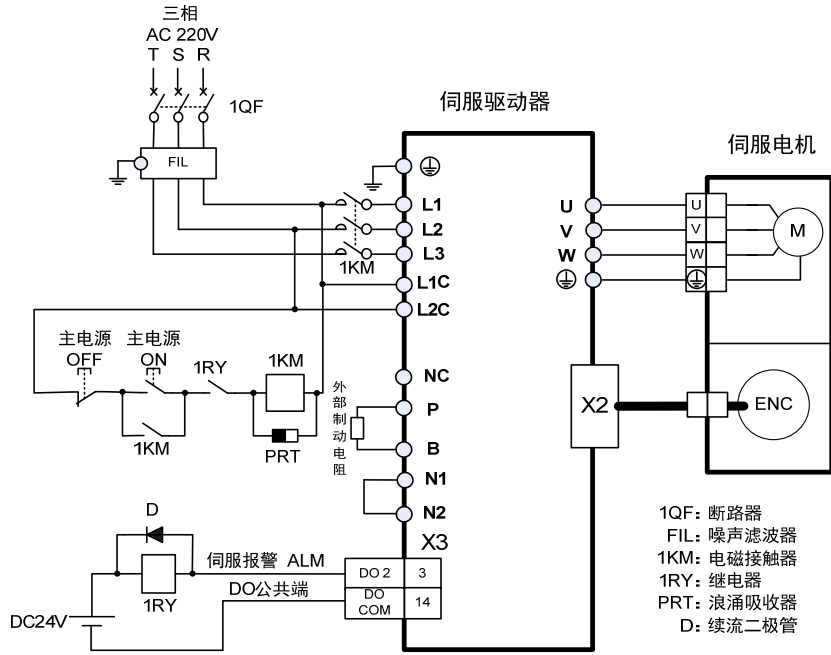 三相
AC 220V
T S R
1QF
FIL
伺服驱动器
伺服电机
L1
L2
L3
1KM
L1C
L2C
U
V
W
U
V
W
M
主电源
OFF
主电源
ON
1RY
1KM
1KM
PRT
外部制动电阻
NC
P
B
N1
N2
X2
ENC
D
1RY
DC24V
伺服报警 ALM
DO公共端
X3
DO 2
3
DO
COM
14
1QF：断路器
FIL：噪声滤波器
1KM：电磁接触器
1RY：继电器
PRT：浪涌吸收器
D：续流二极管